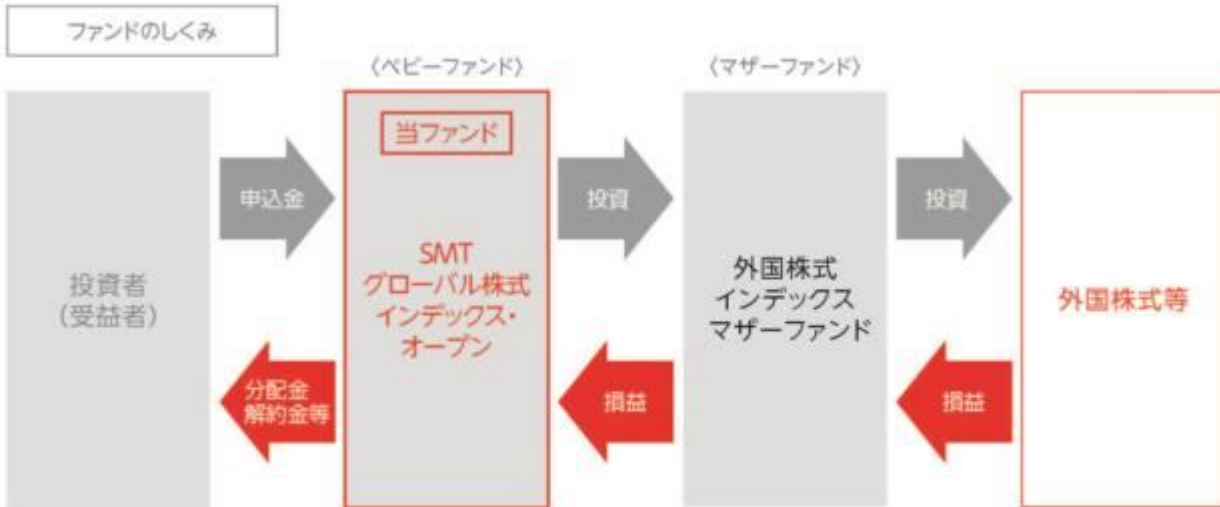 ファンドのしくみ
〈ベビーファンド〉
〈マザーファンド〉
投資者
（受益者）
申込金
分配金
解約金等
当ファンド
SMT
グローバル株式
インデックス・
オープン
投資
損益
外国株式
インデックス
マザーファンド
投資
損益
外国株式等